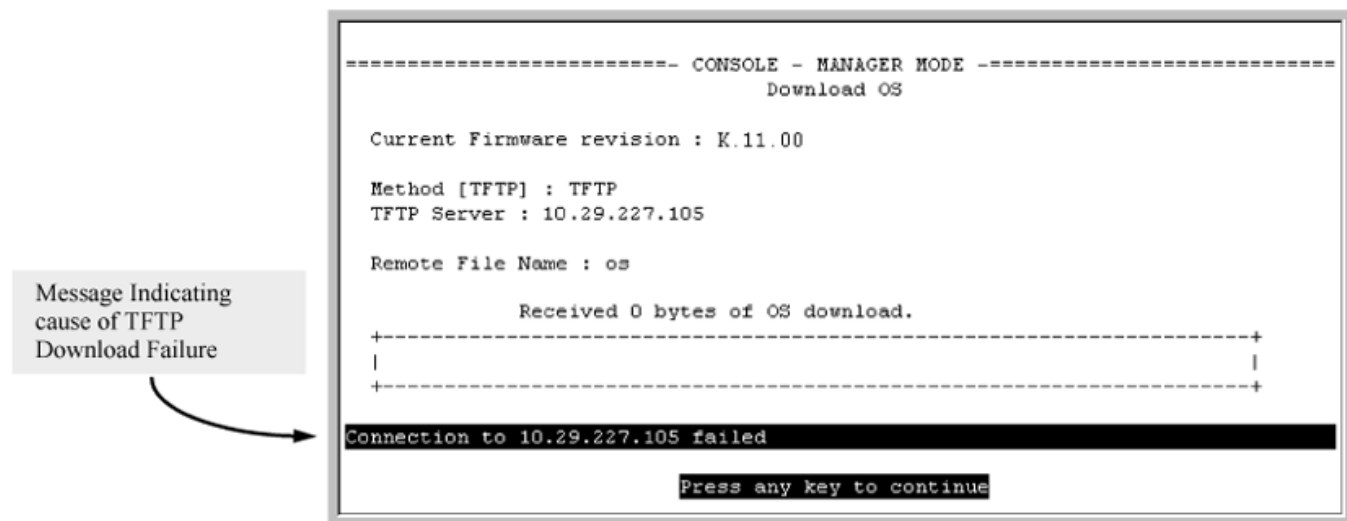 ===========================- CONSOLE - MANAGER MODE -============================
Download OS
Current Firmware revision : K.11.00
Method [TFTP] : TFTP
TFTP Server : 10.29.227.105
Remote File Name : os
Received 0 bytes of OS download.
Message Indicating
cause of TFTP
Download Failure
Connection to 10.29.227.105 failed
Press any key to continue